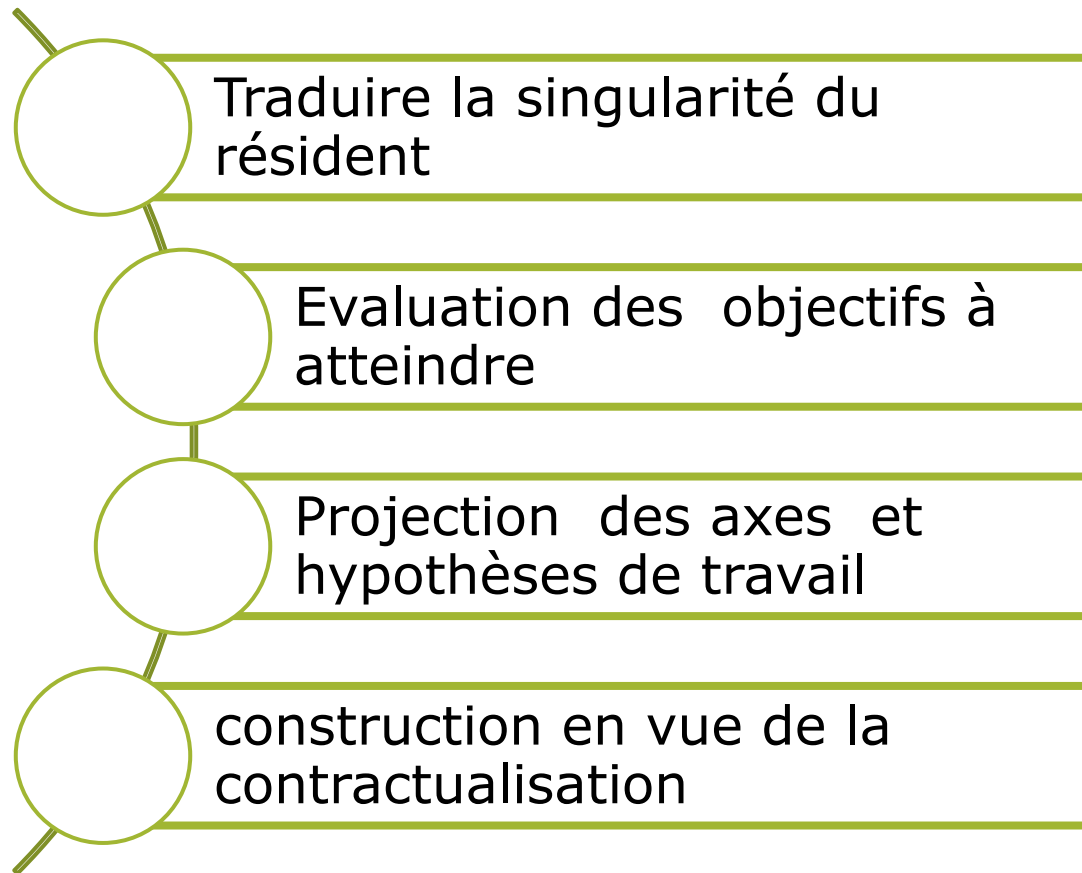 Traduire la singularité du
résident
Evaluation des  objectifs à
atteindre
Projection  des axes  et
hypothèses de travail
construction en vue de la
contractualisation